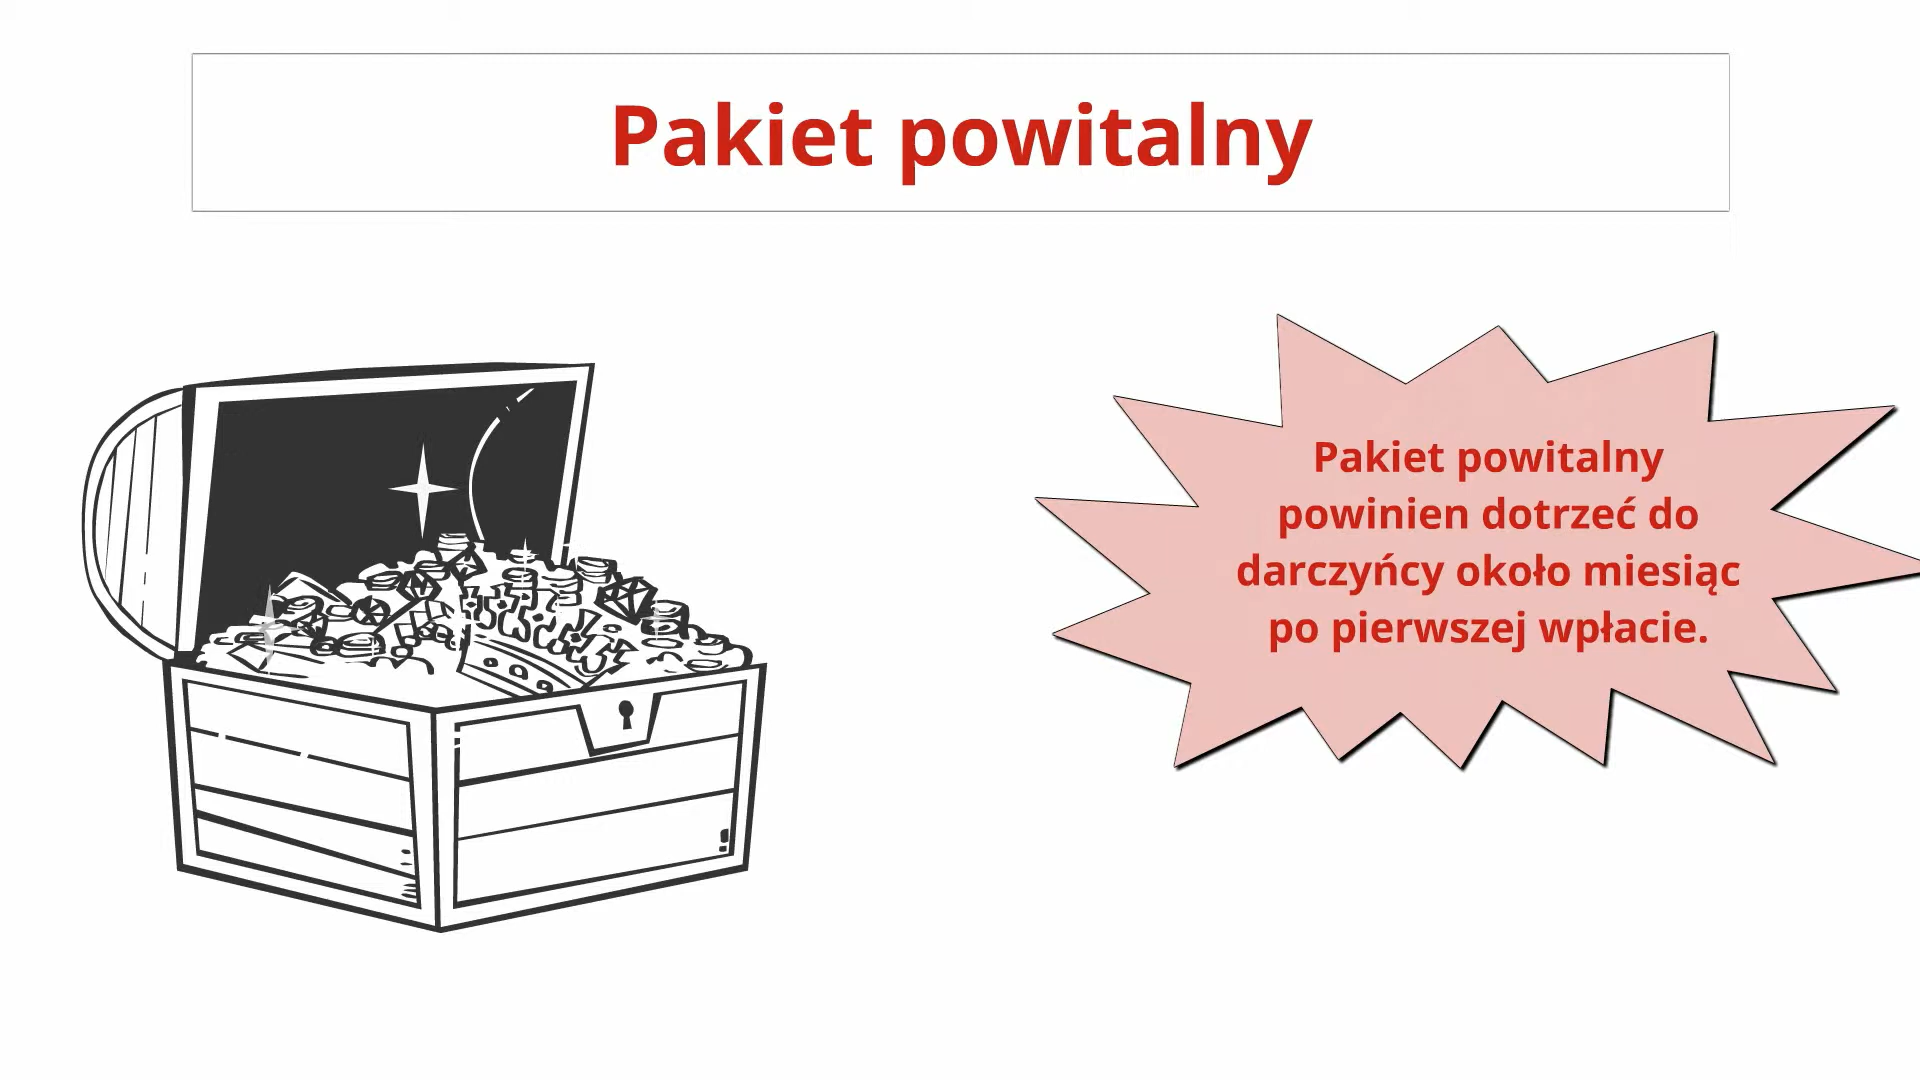 Pakiet powitalny
Pakiet powitalny
powinien dotrzeć do
darczyńcy około miesiąc
po pierwszej wpłacie.